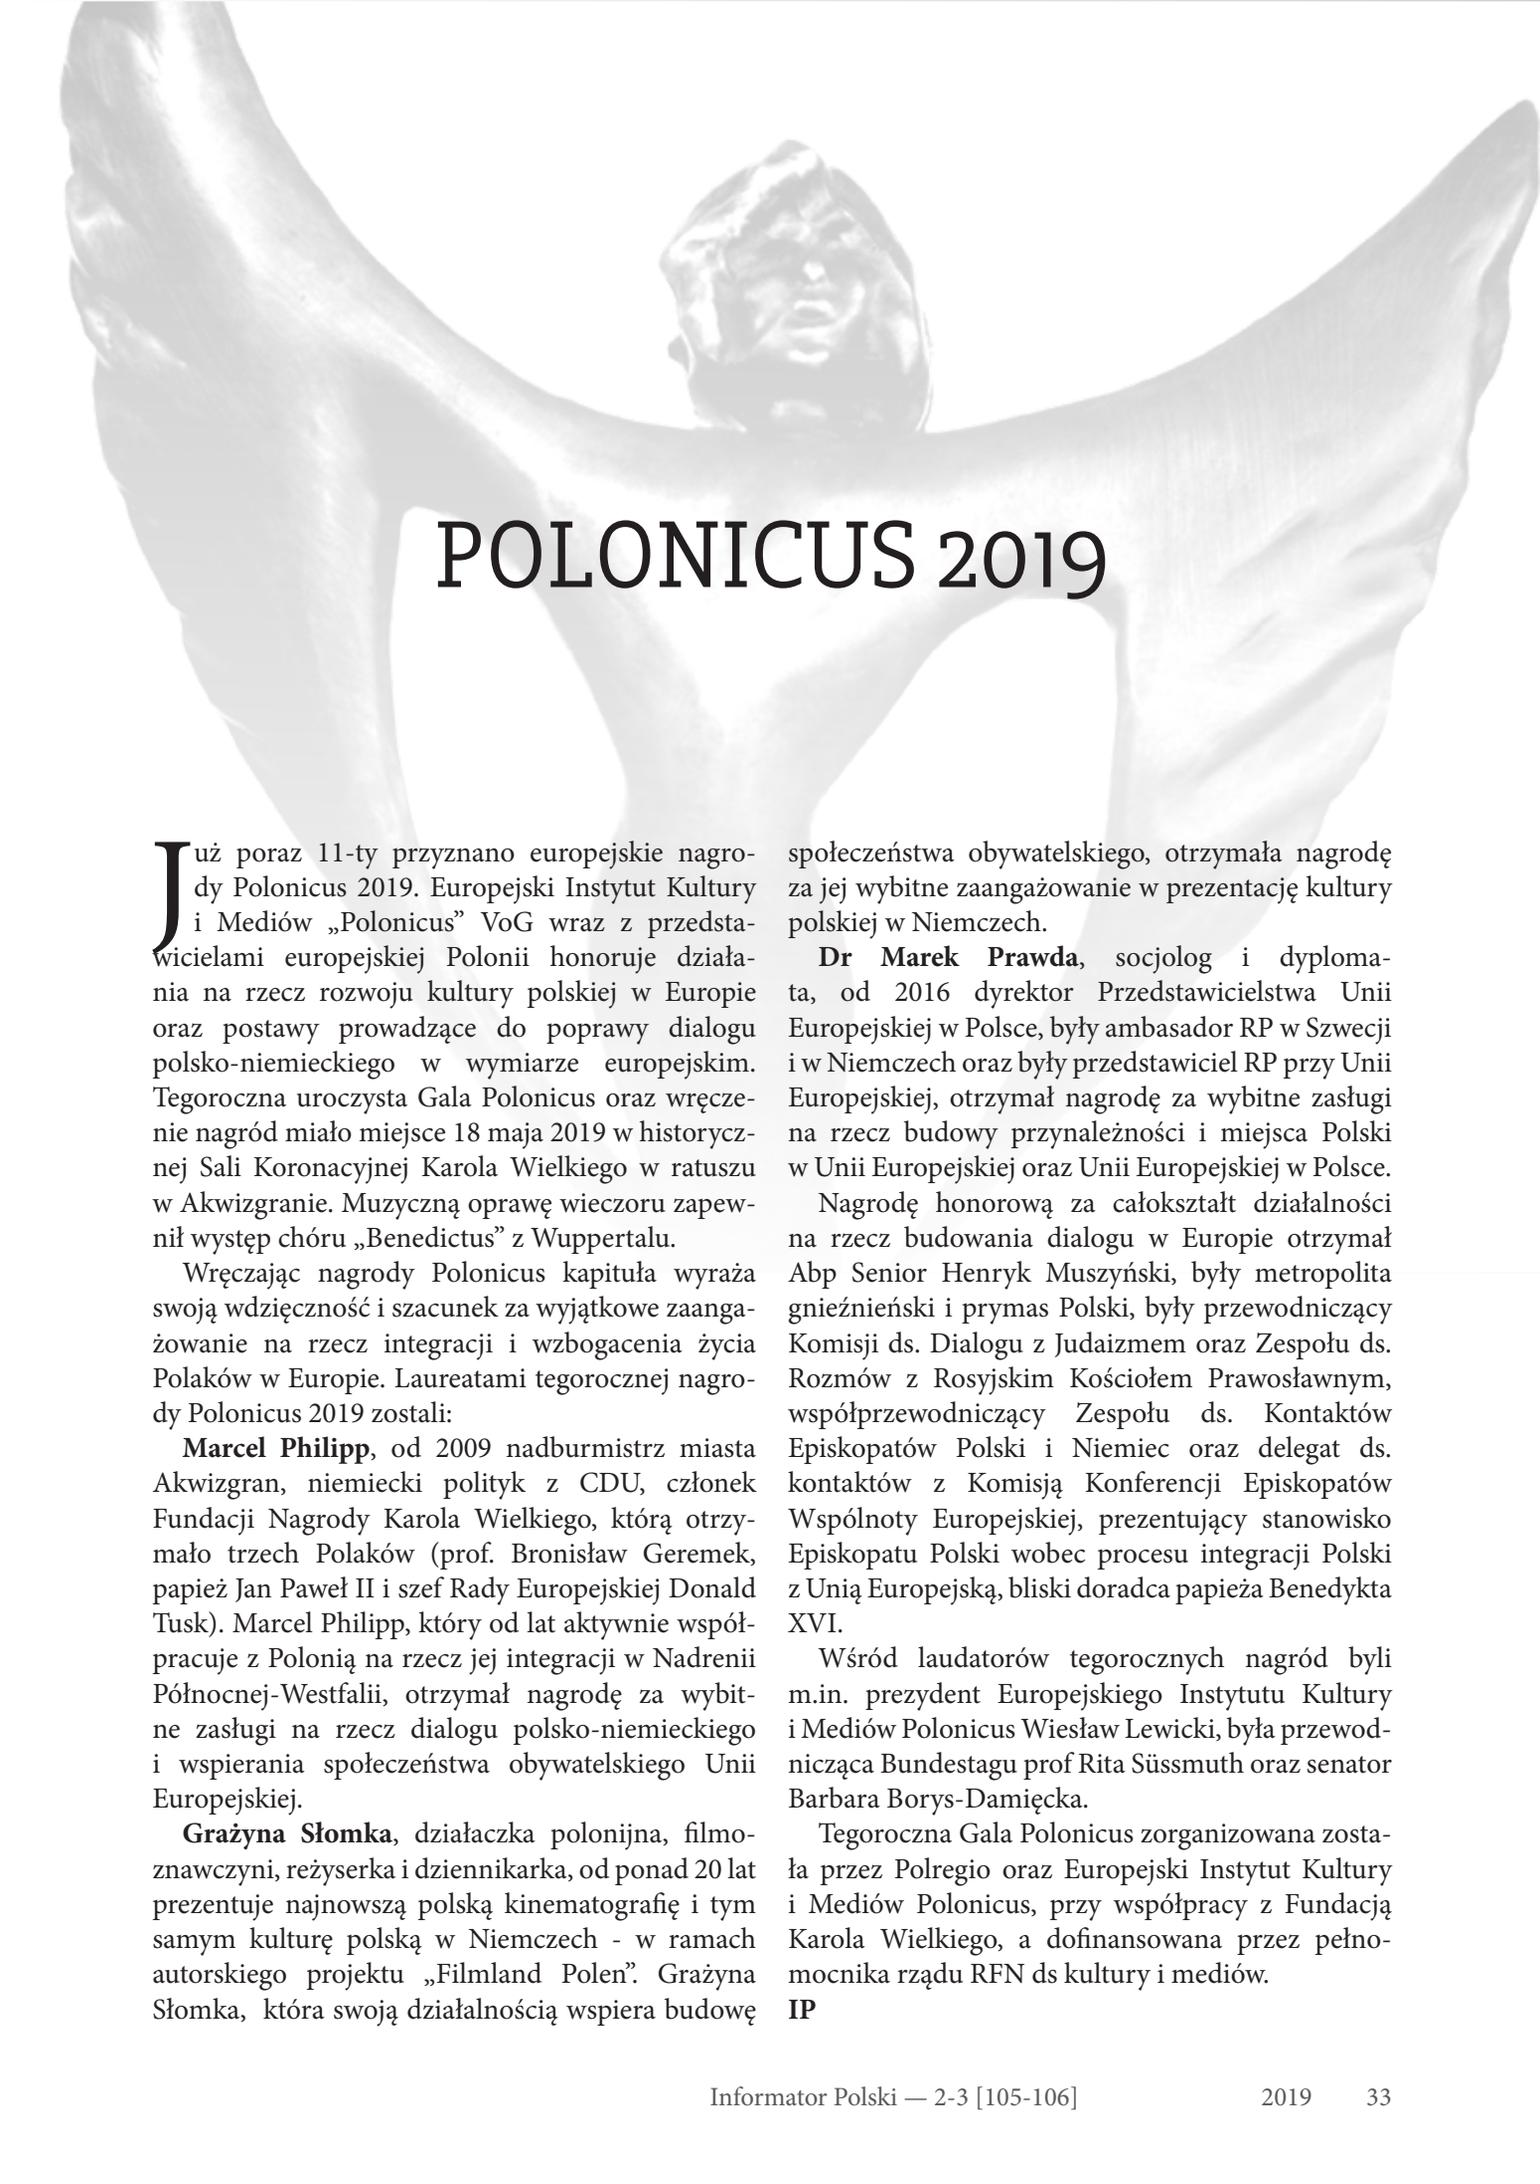 POLONICUS 2019
Już poraz 11-ty przyznano europejskie nagro-
dy Polonicus 2019. Europejski Instytut Kultury
i Mediów „Polonicus” VoG wraz z przedsta-
wicielami europejskiej Polonii honoruje działa-
nia na rzecz rozwoju kultury polskiej w Europie
oraz postawy prowadzące do poprawy dialogu
polsko-niemieckiego w wymiarze europejskim.
Tegoroczna uroczysta Gala Polonicus oraz wręcze-
nie nagród miało miejsce 18 maja 2019 w historycz-
nej Sali Koronacyjnej Karola Wielkiego w ratuszu
w Akwizgranie. Muzyczną oprawę wieczoru zapew-
nił występ chóru „Benedictus” z Wuppertalu.
Wręczając nagrody Polonicus kapituła wyraża
swoją wdzięczność i szacunek za wyjątkowe zaanga-
żowanie na rzecz integracji i wzbogacenia życia
Polaków w Europie. Laureatami tegorocznej nagro-
dy Polonicus 2019 zostali:
Marcel Philipp, od 2009 nadburmistrz miasta
Akwizgran, niemiecki polityk z CDU, członek
Fundacji Nagrody Karola Wielkiego, którą otrzy-
mało trzech Polaków (prof. Bronisław Geremek,
papież Jan Paweł II i szef Rady Europejskiej Donald
Tusk). Marcel Philipp, który od lat aktywnie współ-
pracuje z Polonią na rzecz jej integracji w Nadrenii
Północnej-Westfalii, otrzymał nagrodę za wybit-
ne zasługi na rzecz dialogu polsko-niemieckiego
i wspierania społeczeństwa obywatelskiego Unii
Europejskiej.
Grażyna Słomka, działaczka polonijna, filmo-
znawczyni, reżyserka i dziennikarka, od ponad 20 lat
prezentuje najnowszą polską kinematografię i tym
samym kulturę polską w Niemczech - w ramach
autorskiego projektu „Filmland Polen”. Grażyna
Słomka, która swoją działalnością wspiera budowę
społeczeństwa obywatelskiego, otrzymała nagrodę
za jej wybitne zaangażowanie w prezentację kultury
polskiej w Niemczech.
Dr Marek Prawda, socjolog i dyploma-
ta, od 2016 dyrektor Przedstawicielstwa Unii
Europejskiej w Polsce, były ambasador RP w Szwecji
i w Niemczech oraz były przedstawiciel RP przy Unii
Europejskiej, otrzymał nagrodę za wybitne zasługi
na rzecz budowy przynależności i miejsca Polski
w Unii Europejskiej oraz Unii Europejskiej w Polsce.
Nagrodę honorową za całokształt działalności
na rzecz budowania dialogu w Europie otrzymał
Abp Senior Henryk Muszyński, były metropolita
gnieźnieński i prymas Polski, były przewodniczący
Komisji ds. Dialogu z Judaizmem oraz Zespołu ds.
Rozmów z Rosyjskim Kościołem Prawosławnym,
współprzewodniczący Zespołu ds. Kontaktów
Episkopatów Polski i Niemiec oraz delegat ds.
kontaktów z Komisją Konferencji Episkopatów
Wspólnoty Europejskiej, prezentujący stanowisko
Episkopatu Polski wobec procesu integracji Polski
z Unią Europejską, bliski doradca papieża Benedykta
XVI.
Wśród laudatorów tegorocznych nagród byli
m.in. prezydent Europejskiego Instytutu Kultury
i Mediów Polonicus Wiesław Lewicki, była przewod-
nicząca Bundestagu prof Rita Süssmuth oraz senator
Barbara Borys-Damięcka.
Tegoroczna Gala Polonicus zorganizowana zosta-
ła przez Polregio oraz Europejski Instytut Kultury
i Mediów Polonicus, przy współpracy z Fundacją
Karola Wielkiego, a dofinansowana przez pełno-
mocnika rządu RFN ds kultury i mediów.
IP
Informator Polski — 2-3 [105-106] 2019 33